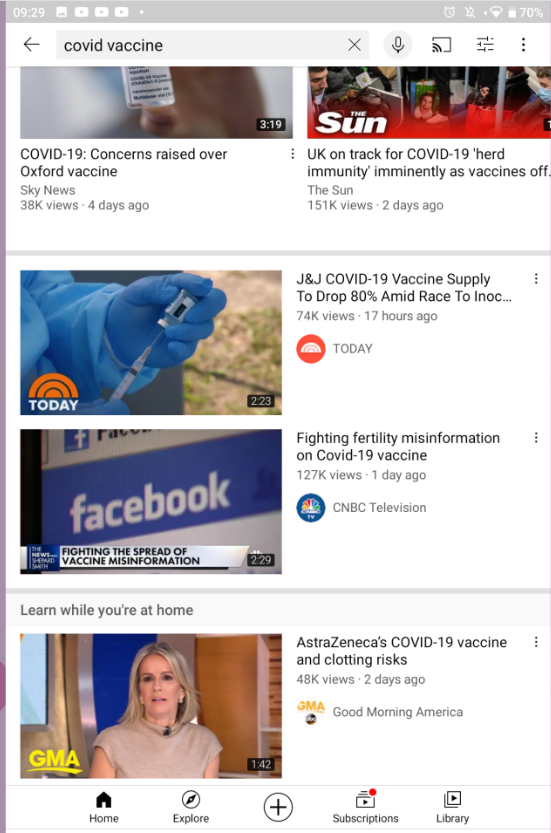 09:29
70%
covid vaccine
3:19
THE
Sun
1
COVID-19: Concerns raised over
Oxford vaccine
Sky News
38K views · 4 days ago
UK on track for COVID-19 'herd
immunity' imminently as vaccines off.
The Sun
151K views · 2 days ago
TODAY
2:23
J&J COVID-19 Vaccine Supply
To Drop 80% Amid Race To Inoc...
74K views · 17 hours ago
TODAY
facebook
THE
NEWS
SHEPARD
SMITH
FIGHTING THE SPREAD OF
VACCINE MISINFORMATION
2:29
Fighting fertility misinformation
on Covid-19 vaccine
127K views · 1 day ago
CNBC
TV
CNBC Television
Learn while you're at home
GMA
1:42
AstraZeneca's COVID-19 vaccine
and clotting risks
48K views · 2 days ago
GMA
Good Morning America
Home
Explore
Subscriptions
Library